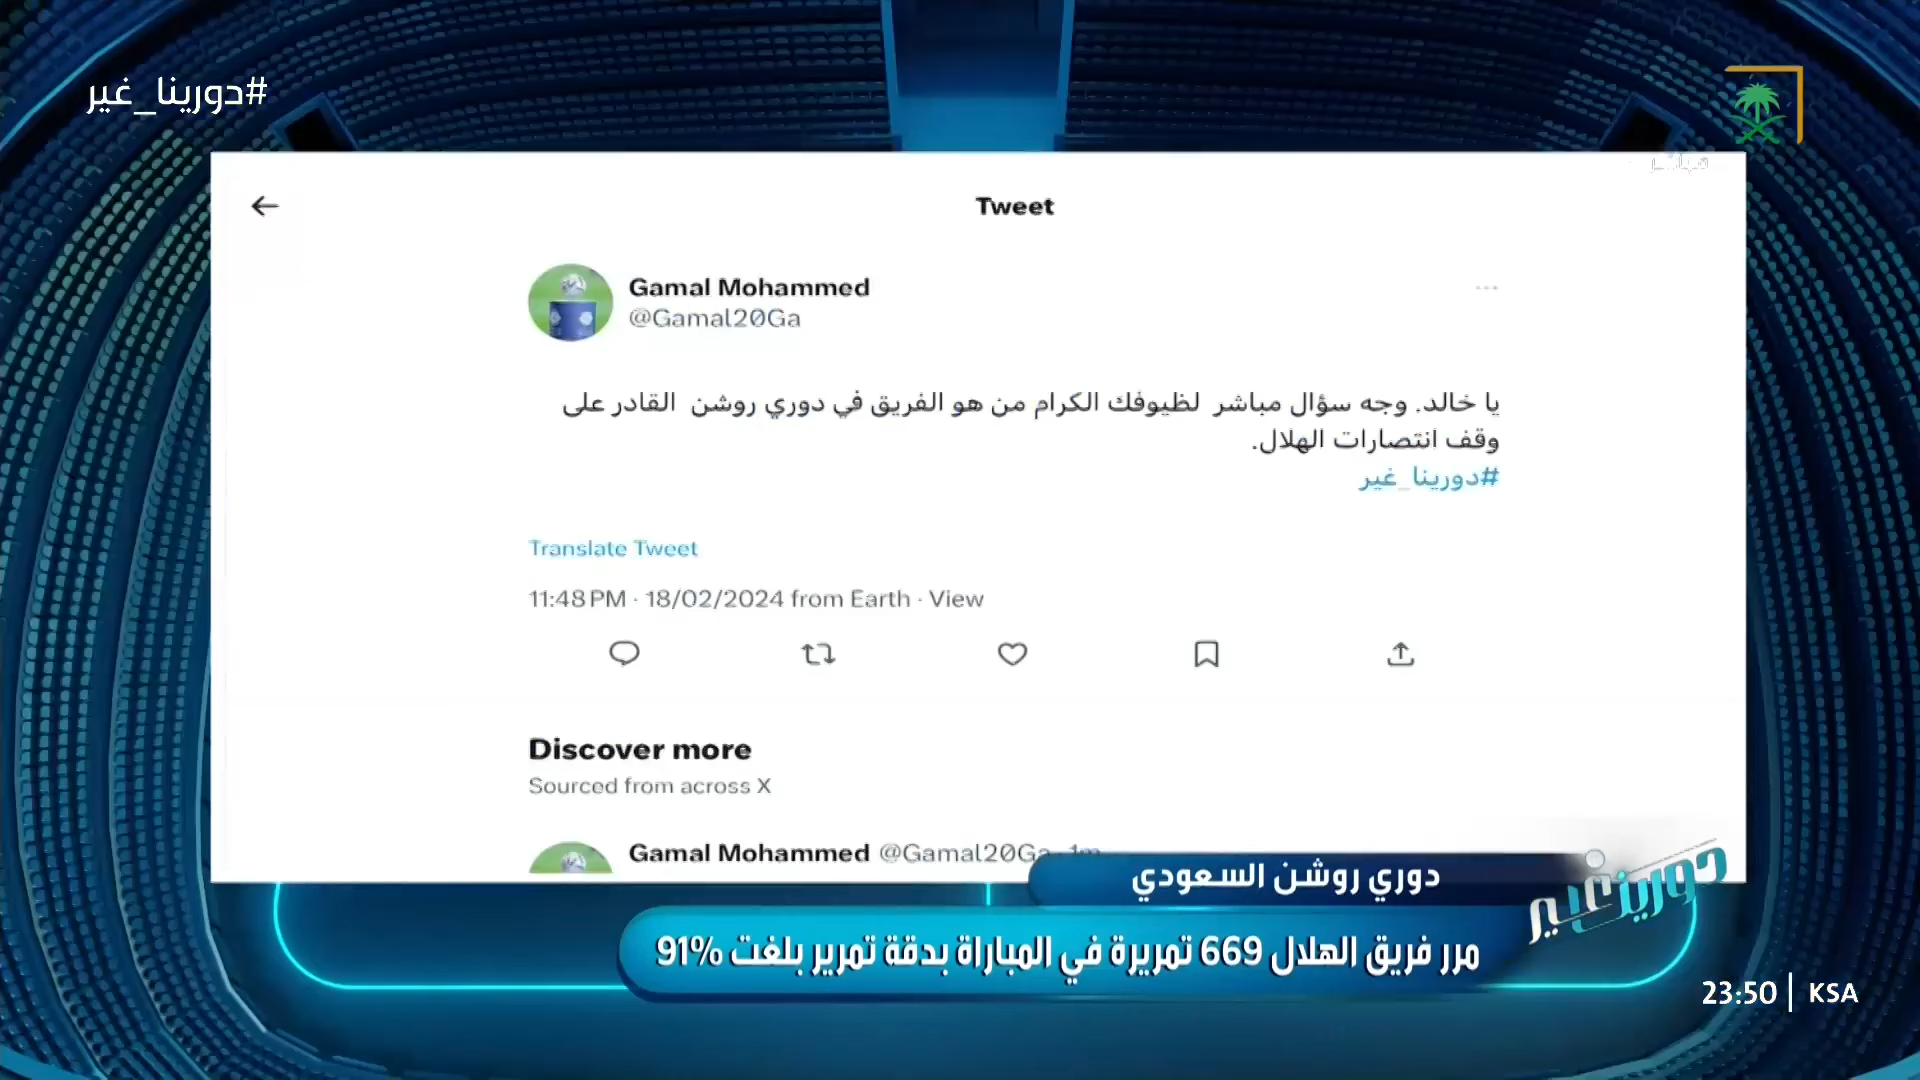 #دورينا_غير
مباشر
Tweet
Gamal Mohammed
@Gamal20Ga
يا خالد. وجه سؤال مباشر لظيوفك الكرام من هو الفريق في دوري روشن القادر على
وقف انتصارات الهلال.
#دورينا_غير
Translate Tweet
11:48 PM · 18/02/2024 from Earth · View
Discover more
Sourced from across X
Gamal Mohammed @Gamal20Ga · 1m
دوري روشن السعودي
دورينا غير
مرر فريق الهلال 669 تمريرة في المباراة بدقة تمرير بلغت 91%
23:50 | KSA